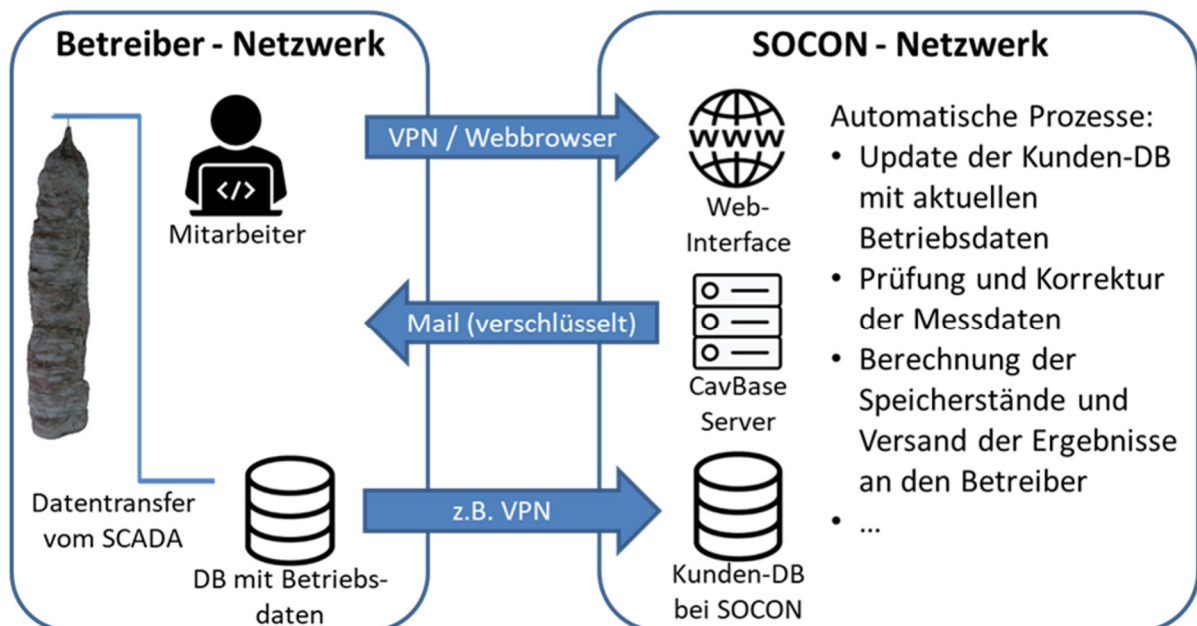 Betreiber - Netzwerk
Mitarbeiter
Datentransfer
vom SCADA
DB mit Betriebs-
daten
VPN / Webbrowser
Mail (verschlüsselt)
z.B. VPN
SOCON - Netzwerk
WWW
Web-
Interface
CavBase
Server
Kunden-DB
bei SOCON
Automatische Prozesse:
• Update der Kunden-DB
mit aktuellen
Betriebsdaten
• Prüfung und Korrektur
der Messdaten
• Berechnung der
Speicherstände und
Versand der Ergebnisse
an den Betreiber
• ...